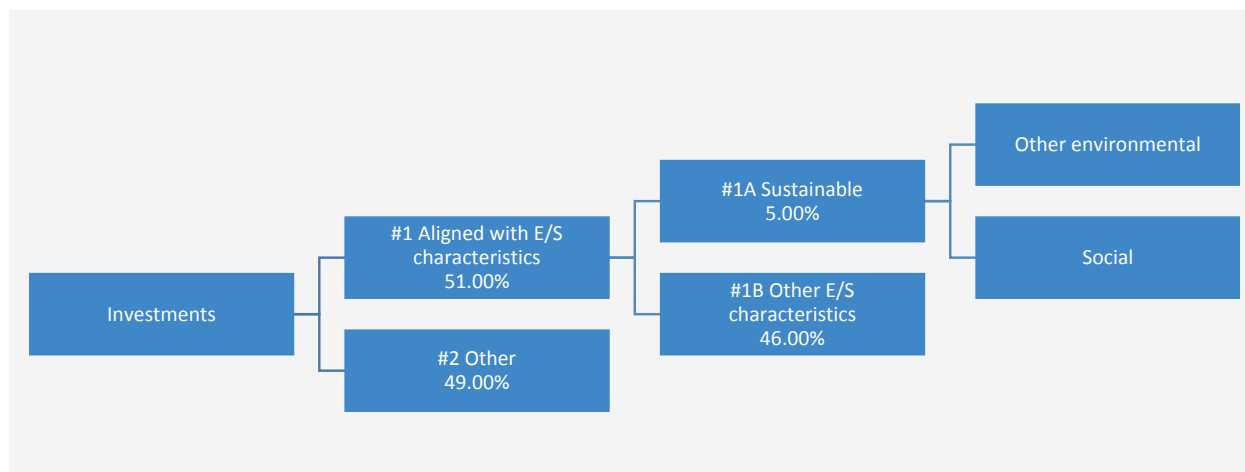 Investments
#1 Aligned with E/S
characteristics
51.00%
#2 Other
49.00%
#1A Sustainable
5.00%
#1B Other E/S
characteristics
46.00%
Other environmental
Social